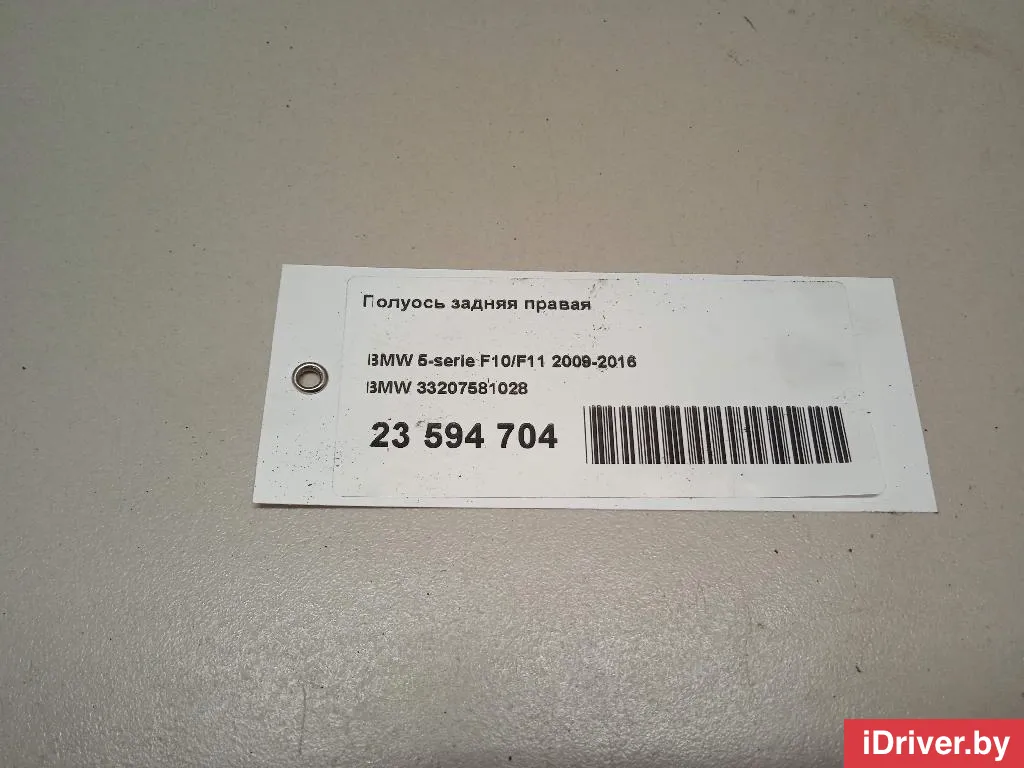 Полуось задняя правая
BMW 5-serie F10/F11 2009-2016
BMW 33207581028
23 594 704
iDriver.by